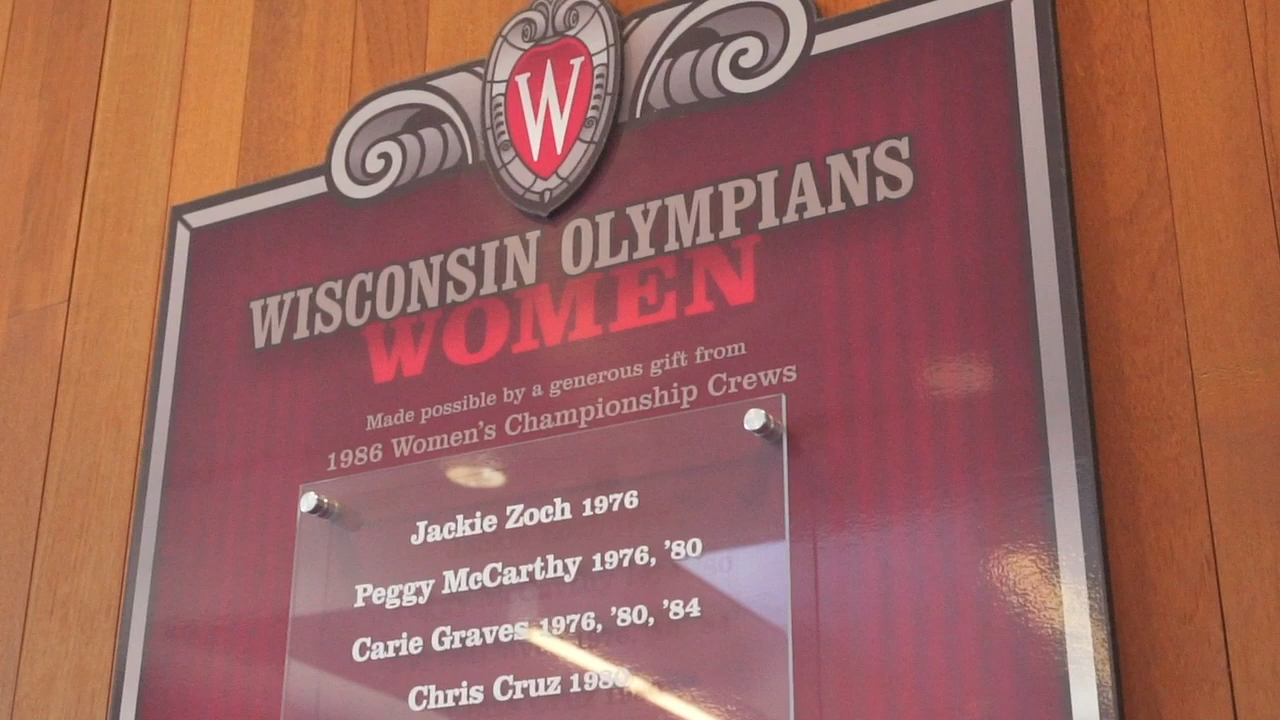 W
WISCONSIN OLYMPIANS
WOMEN
Made possible by a generous gift from
1986 Women's Championship Crews
Jackie Zoch 1976
Peggy McCarthy 1976, '80
Carie Graves 1976, '80, '84
Chris Cruz 1980